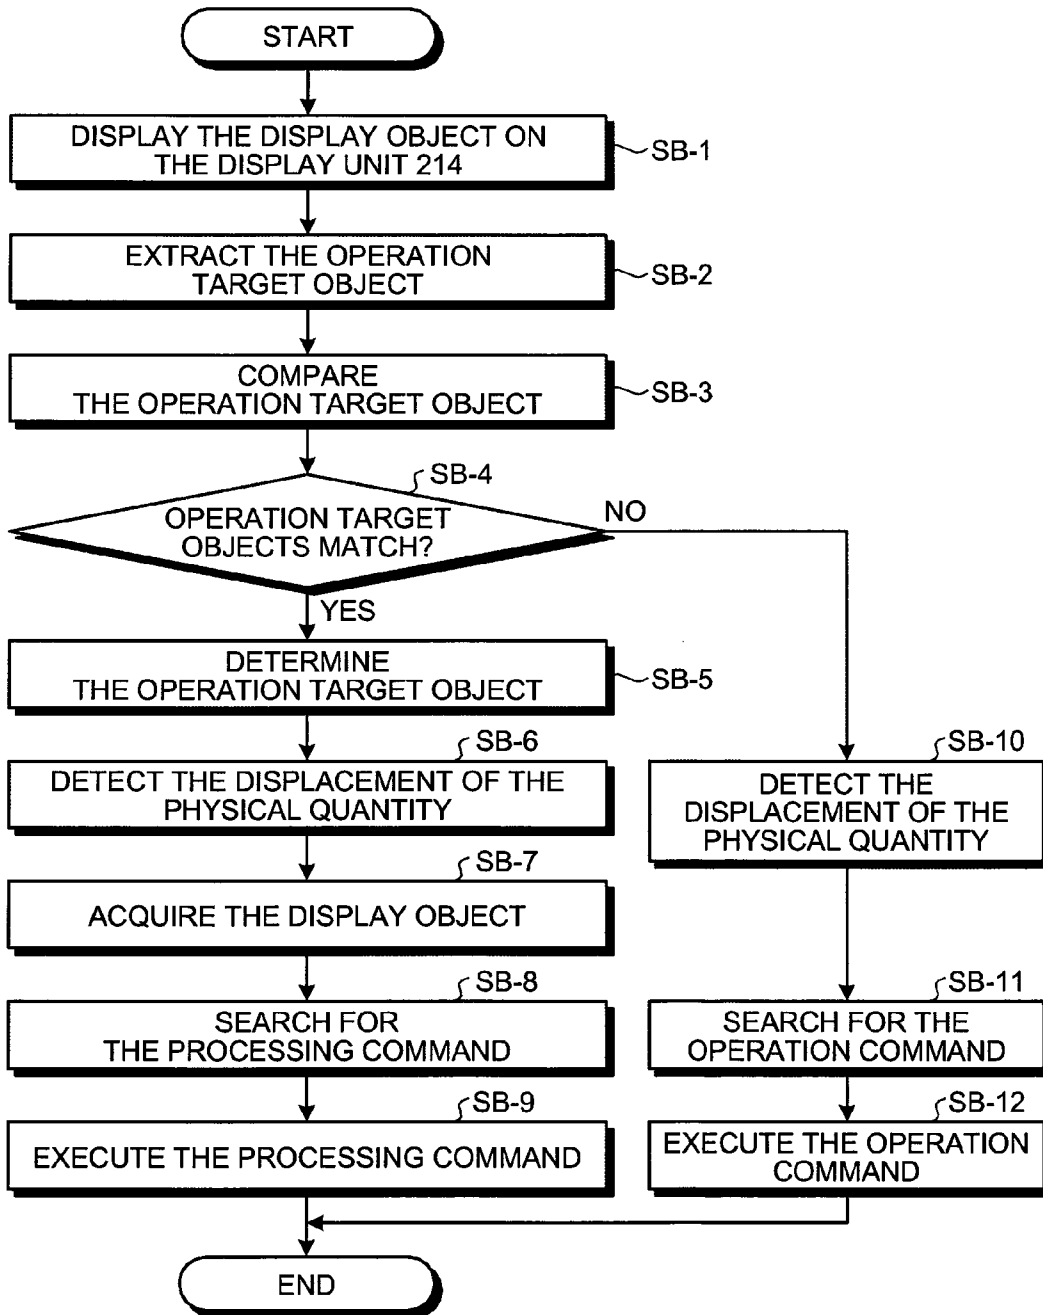 START
DISPLAY THE DISPLAY OBJECT ON
THE DISPLAY UNIT 214
SB-1
EXTRACT THE OPERATION
TARGET OBJECT
SB-2
COMPARE
THE OPERATION TARGET OBJECT
SB-3
SB-4
OPERATION TARGET
OBJECTS MATCH?
NO
YES
DETERMINE
THE OPERATION TARGET OBJECT
SB-5
SB-6
DETECT THE DISPLACEMENT OF THE
PHYSICAL QUANTITY
SB-7
ACQUIRE THE DISPLAY OBJECT
SB-8
SEARCH FOR
THE PROCESSING COMMAND
SB-9
EXECUTE THE PROCESSING COMMAND
SB-10
DETECT THE
DISPLACEMENT OF THE
PHYSICAL QUANTITY
SB-11
SEARCH FOR THE
OPERATION COMMAND
SB-12
EXECUTE THE OPERATION
COMMAND
END